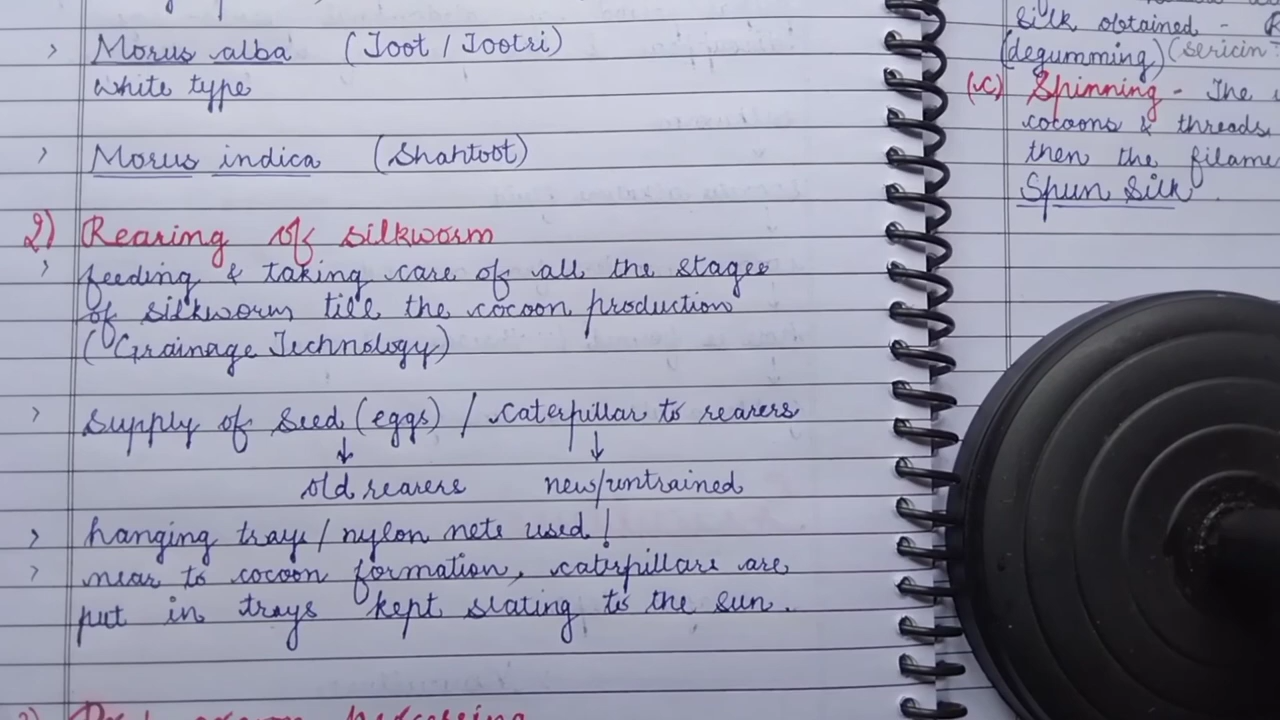 > Morus alba (Toot / Tootri)
white type
> Morus indica (Shahtoot)
2) Rearing of silkworm
> feeding & taking care of all the stages
of silkworm till the cocoon production
(Grainage Technology)
> supply of seed (eggs) / caterpillar to rearers
↓ ↓
old rearers new/untrained
> hanging trays / nylon nets used!
> near to cocoon formation, caterpillars are
put in trays kept slating to the sun.
silk obtained -
(degumming) (sericin
(c) Spinning - The
cocoons & threads
then the
Spun Silk.